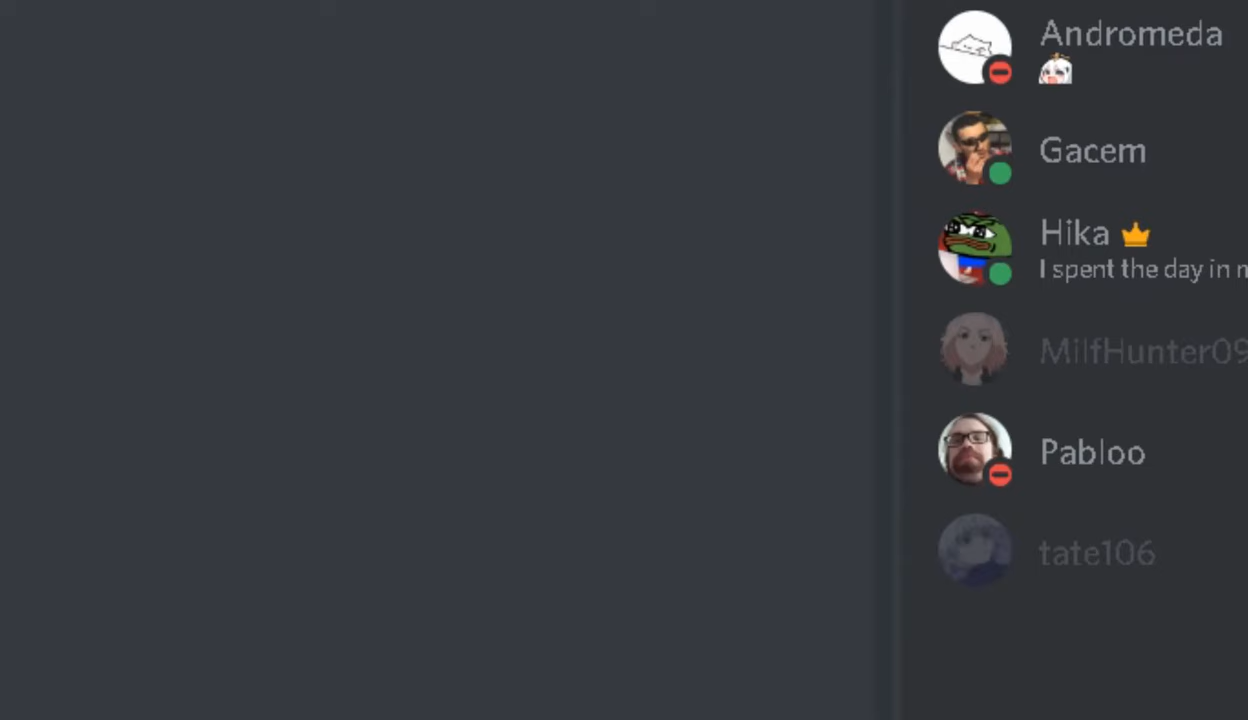 Andromeda
Gacem
Hika
I spent the day in
MilfHunter09
Pabloo
tate106